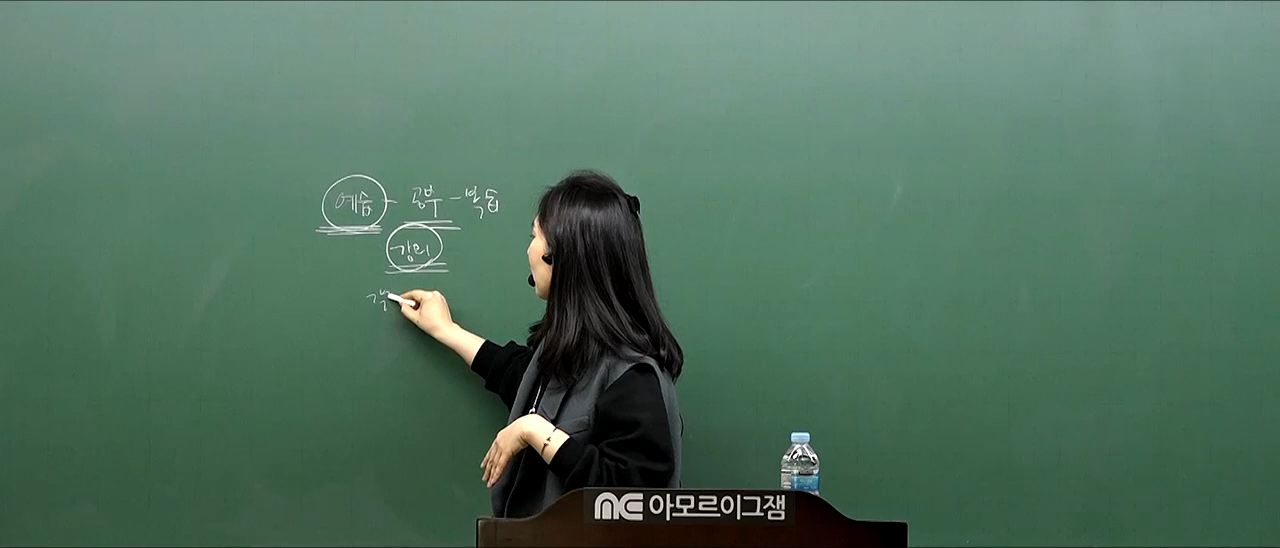 예습 - 공부 - 복습
강의
아모르이그잼